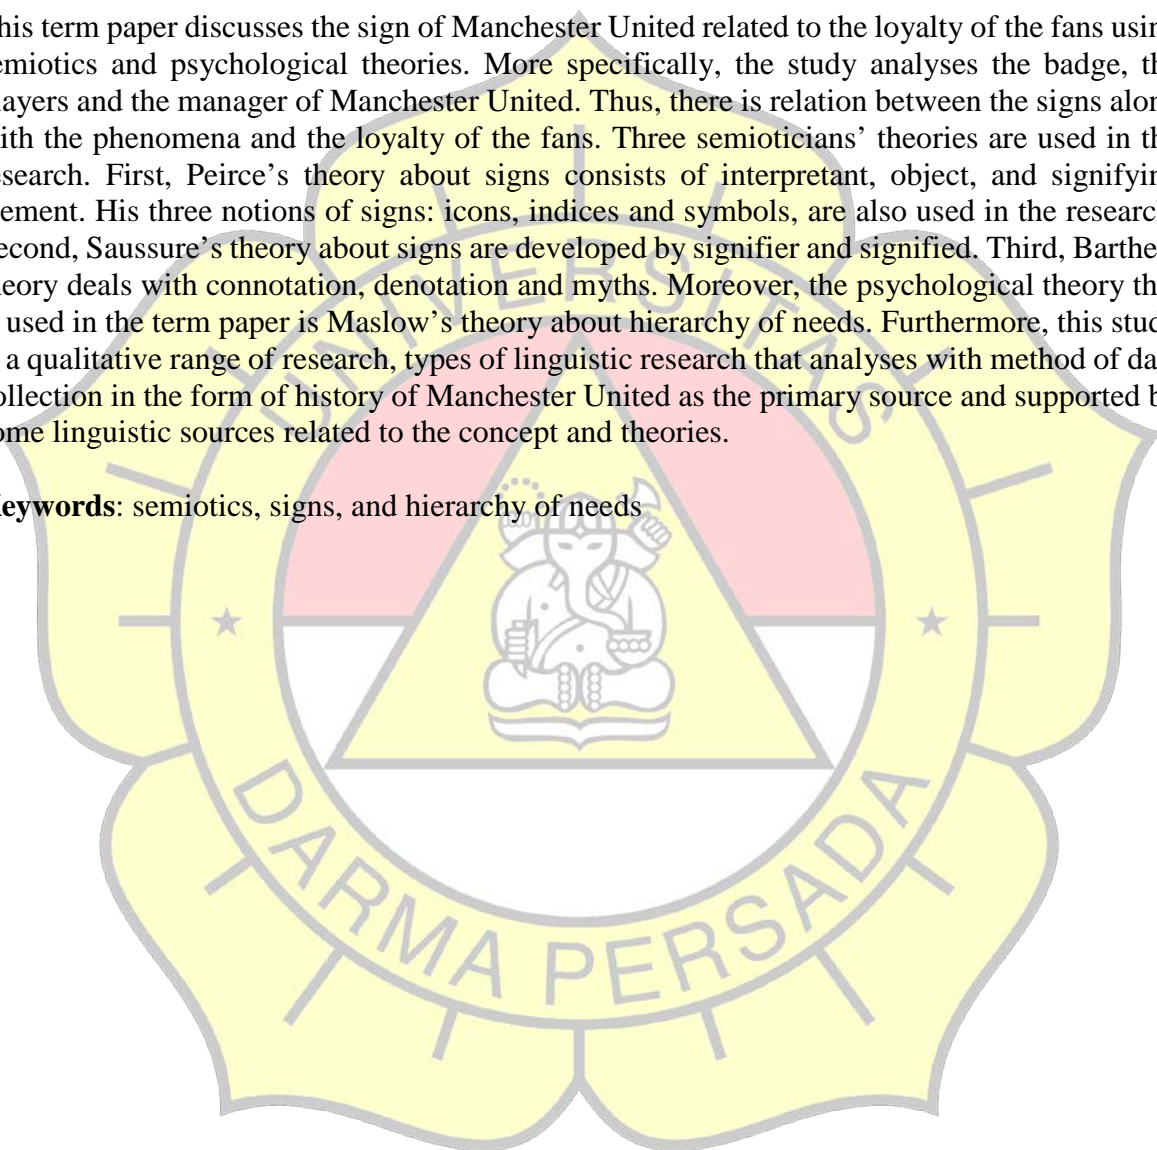 his term paper discusses the sign of Manchester United related to the loyalty of the fans usin
emiotics and psychological theories. More specifically, the study analyses the badge, th
layers and the manager of Manchester United. Thus, there is relation between the signs alon
ith the phenomena and the loyalty of the fans. Three semioticians’ theories are used in th
esearch. First, Peirce’s theory about signs consists of interpretant, object, and signifyin
lement. His three notions of signs: icons, indices and symbols, are also used in the research
econd, Saussure’s theory about signs are developed by signifier and signified. Third, Barthe
heory deals with connotation, denotation and myths. Moreover, the psychological theory tha
used in the term paper is Maslow’s theory about hierarchy of needs. Furthermore, this stud
a qualitative range of research, types of linguistic research that analyses with method of da
ollection in the form of history of Manchester United as the primary source and supported b
ome linguistic sources related to the concept and theories.
eywords: semiotics, signs, and hierarchy of needs
UNIVERSITAS
DARMA PERSADA